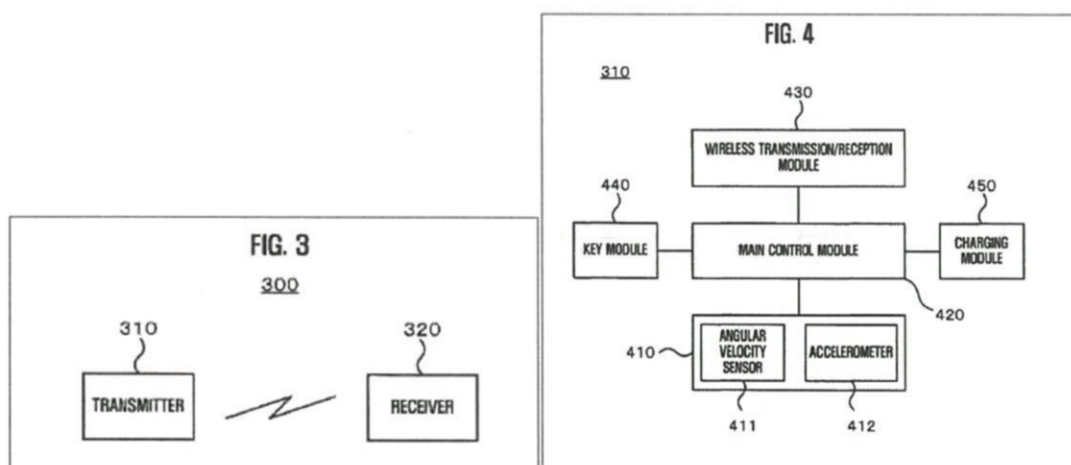 FIG. 3
300
310
320
TRANSMITTER
RECEIVER
FIG. 4
310
430
WIRELESS TRANSMISSION/RECEPTION
MODULE
440
450
KEY MODULE
MAIN CONTROL MODULE
CHARGING
MODULE
420
410
ANGULAR
VELOCITY
SENSOR
ACCELEROMETER
411
412